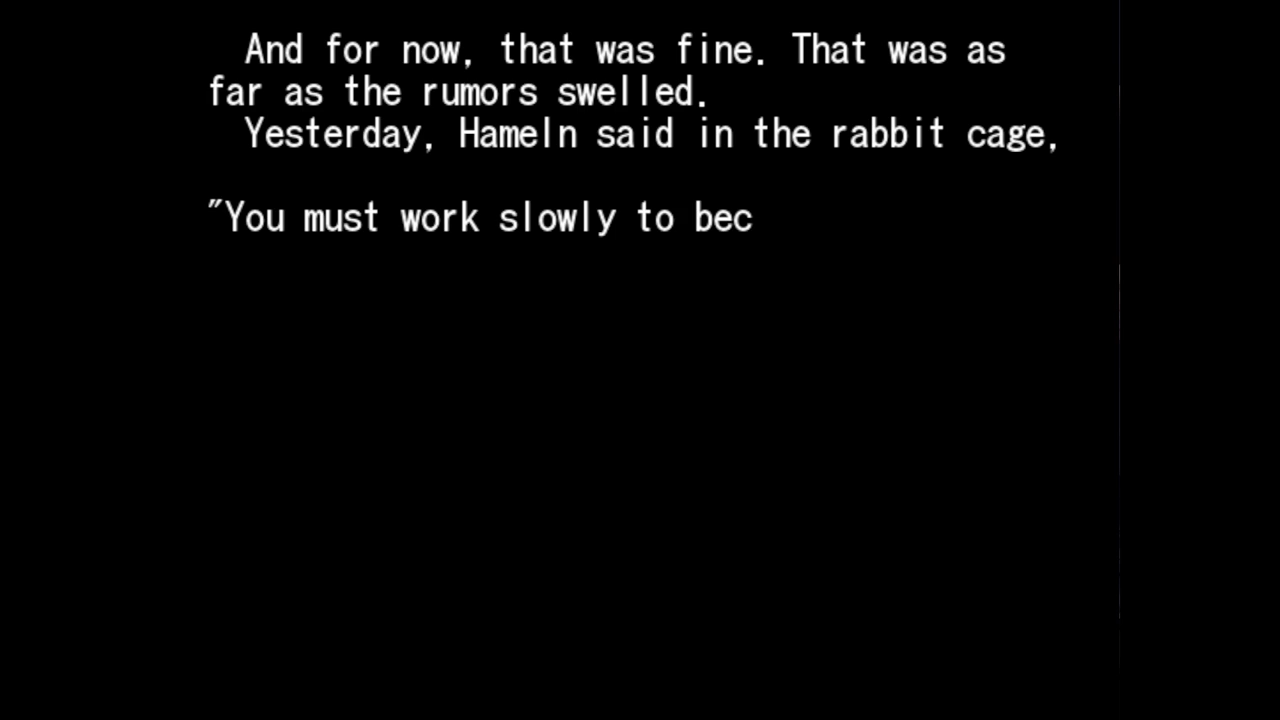 And for now, that was fine. That was as
far as the rumors swelled.
Yesterday, Hameln said in the rabbit cage,
"You must work slowly to bec